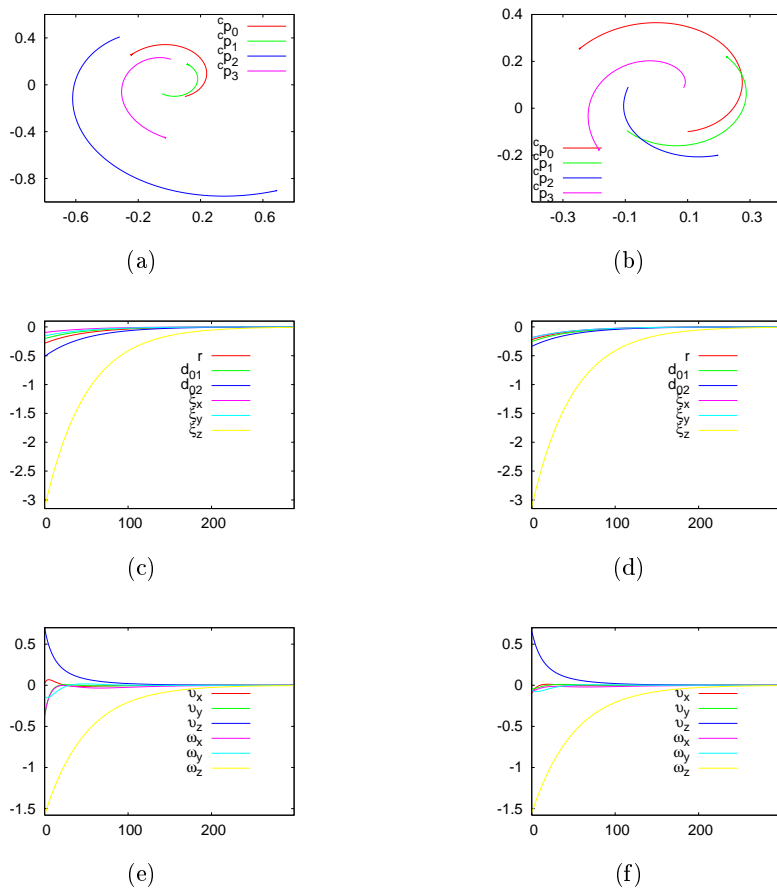 0.4
0
-0.4
-0.8
-0.6 -0.2 0.2 0.6
cp0
cp1
cp2
cp3
(a)
0.4
0.2
0
-0.2
-0.3 -0.1 0.1 0.3
cp0
cp1
cp2
cp3
(b)
0
-0.5
-1
-1.5
-2
-2.5
-3
0 100 200
r
d01
d02
ξx
ξy
ξz
(c)
0
-0.5
-1
-1.5
-2
-2.5
-3
0 100 200
r
d01
d02
ξx
ξy
ξz
(d)
0.5
0
-0.5
-1
-1.5
0 100 200
υx
υy
υz
ωx
ωy
ωz
(e)
0.5
0
-0.5
-1
-1.5
0 100 200
υx
υy
υz
ωx
ωy
ωz
(f)